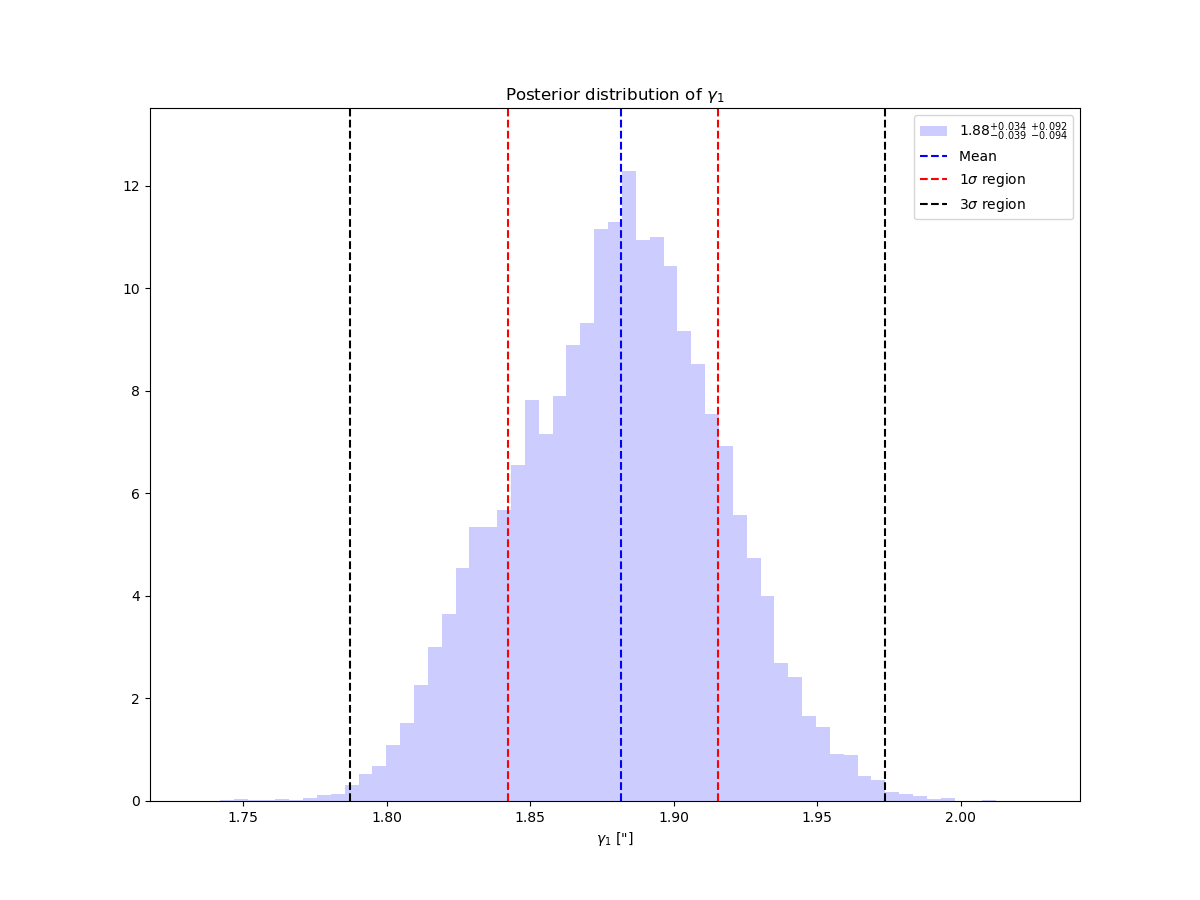 Posterior distribution of γ₁
1.88⁺⁰·⁰³⁴₋₀.₀₃₉ ⁺⁰·⁰⁹²₋₀.₀₉₄
Mean
1σ region
3σ region
12
10
8
6
4
2
0
1.75 1.80 1.85 1.90 1.95 2.00
γ₁ ["]